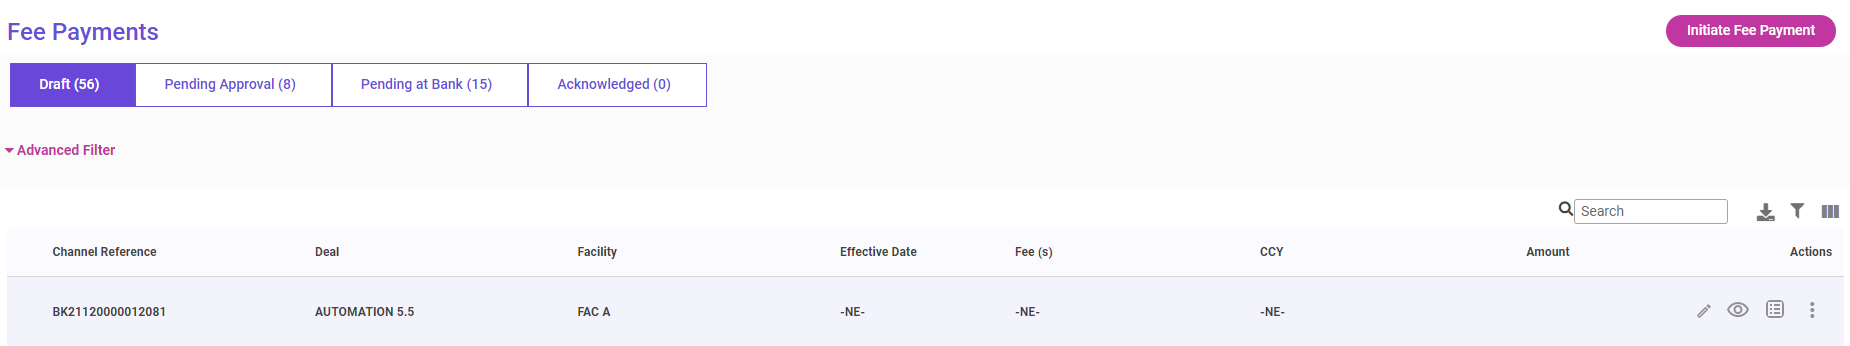 Fee Payments
Initiate Fee Payment
Draft (56) Pending Approval (8) Pending at Bank (15) Acknowledged (0)
Advanced Filter
Search
Channel Reference Deal Facility Effective Date Fee (s) CCY Amount Actions
BK21120000012081 AUTOMATION 5.5 FAC A -NE- -NE- -NE-